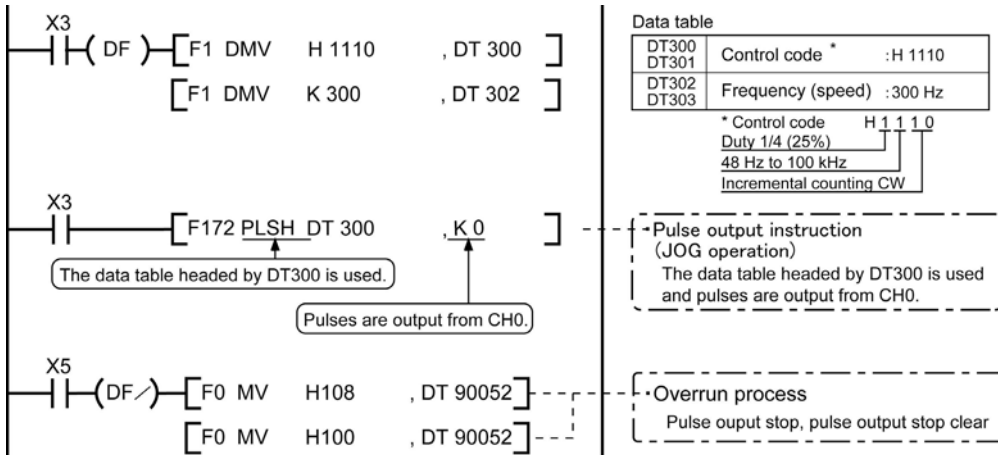 X3
( DF ) [ F1 DMV H 1110 , DT 300 ]
[ F1 DMV K 300 , DT 302 ]
X3
[ F172 PLSH DT 300 , K 0 ]
The data table headed by DT300 is used.
Pulses are output from CH0.
X5
(DF/) [ F0 MV H108 , DT 90052 ]
[ F0 MV H100 , DT 90052 ]
Data table
DT300
DT301
Control code * :H 1110
DT302
DT303
Frequency (speed) :300 Hz
* Control code H 1 1 1 0
Duty 1/4 (25%)
48 Hz to 100 kHz
Incremental counting CW
Pulse output instruction
(JOG operation)
The data table headed by DT300 is used
and pulses are output from CH0.
Overrun process
Pulse ouput stop, pulse output stop clear